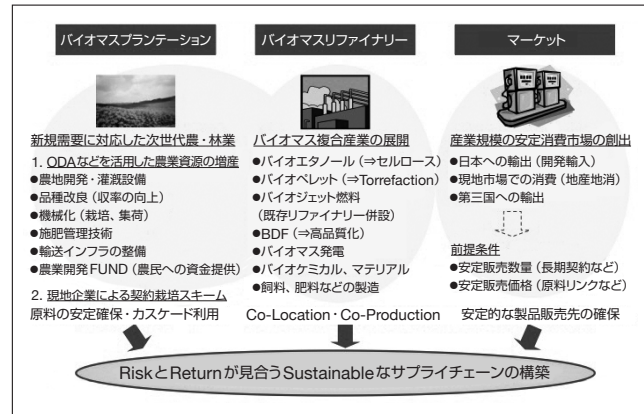 バイオマスプランテーション
新規需要に対応した次世代農・林業
1. ODAなどを活用した農業資源の増産
●農地開発・灌漑設備
●品種改良（収率の向上）
●機械化（栽培、集荷）
●施肥管理技術
●輸送インフラの整備
●農業開発FUND（農民への資金提供）
2. 現地企業による契約栽培スキーム
原料の安定確保・カスケード利用
バイオマスリファイナリー
バイオマス複合産業の展開
●バイオエタノール（⇒セルロース）
●バイオペレット（⇒Torrefaction）
●バイオジェット燃料
（既存リファイナリー併設）
●BDF（⇒高品質化）
●バイオマス発電
●バイオケミカル、マテリアル
●飼料、肥料などの製造
Co-Location・Co-Production
マーケット
産業規模の安定消費市場の創出
●日本への輸出（開発輸入）
●現地市場での消費（地産地消）
●第三国への輸出
前提条件
●安定販売数量（長期契約など）
●安定販売価格（原料リンクなど）
安定的な製品販売先の確保
RiskとReturnが見合うSustainableなサプライチェーンの構築